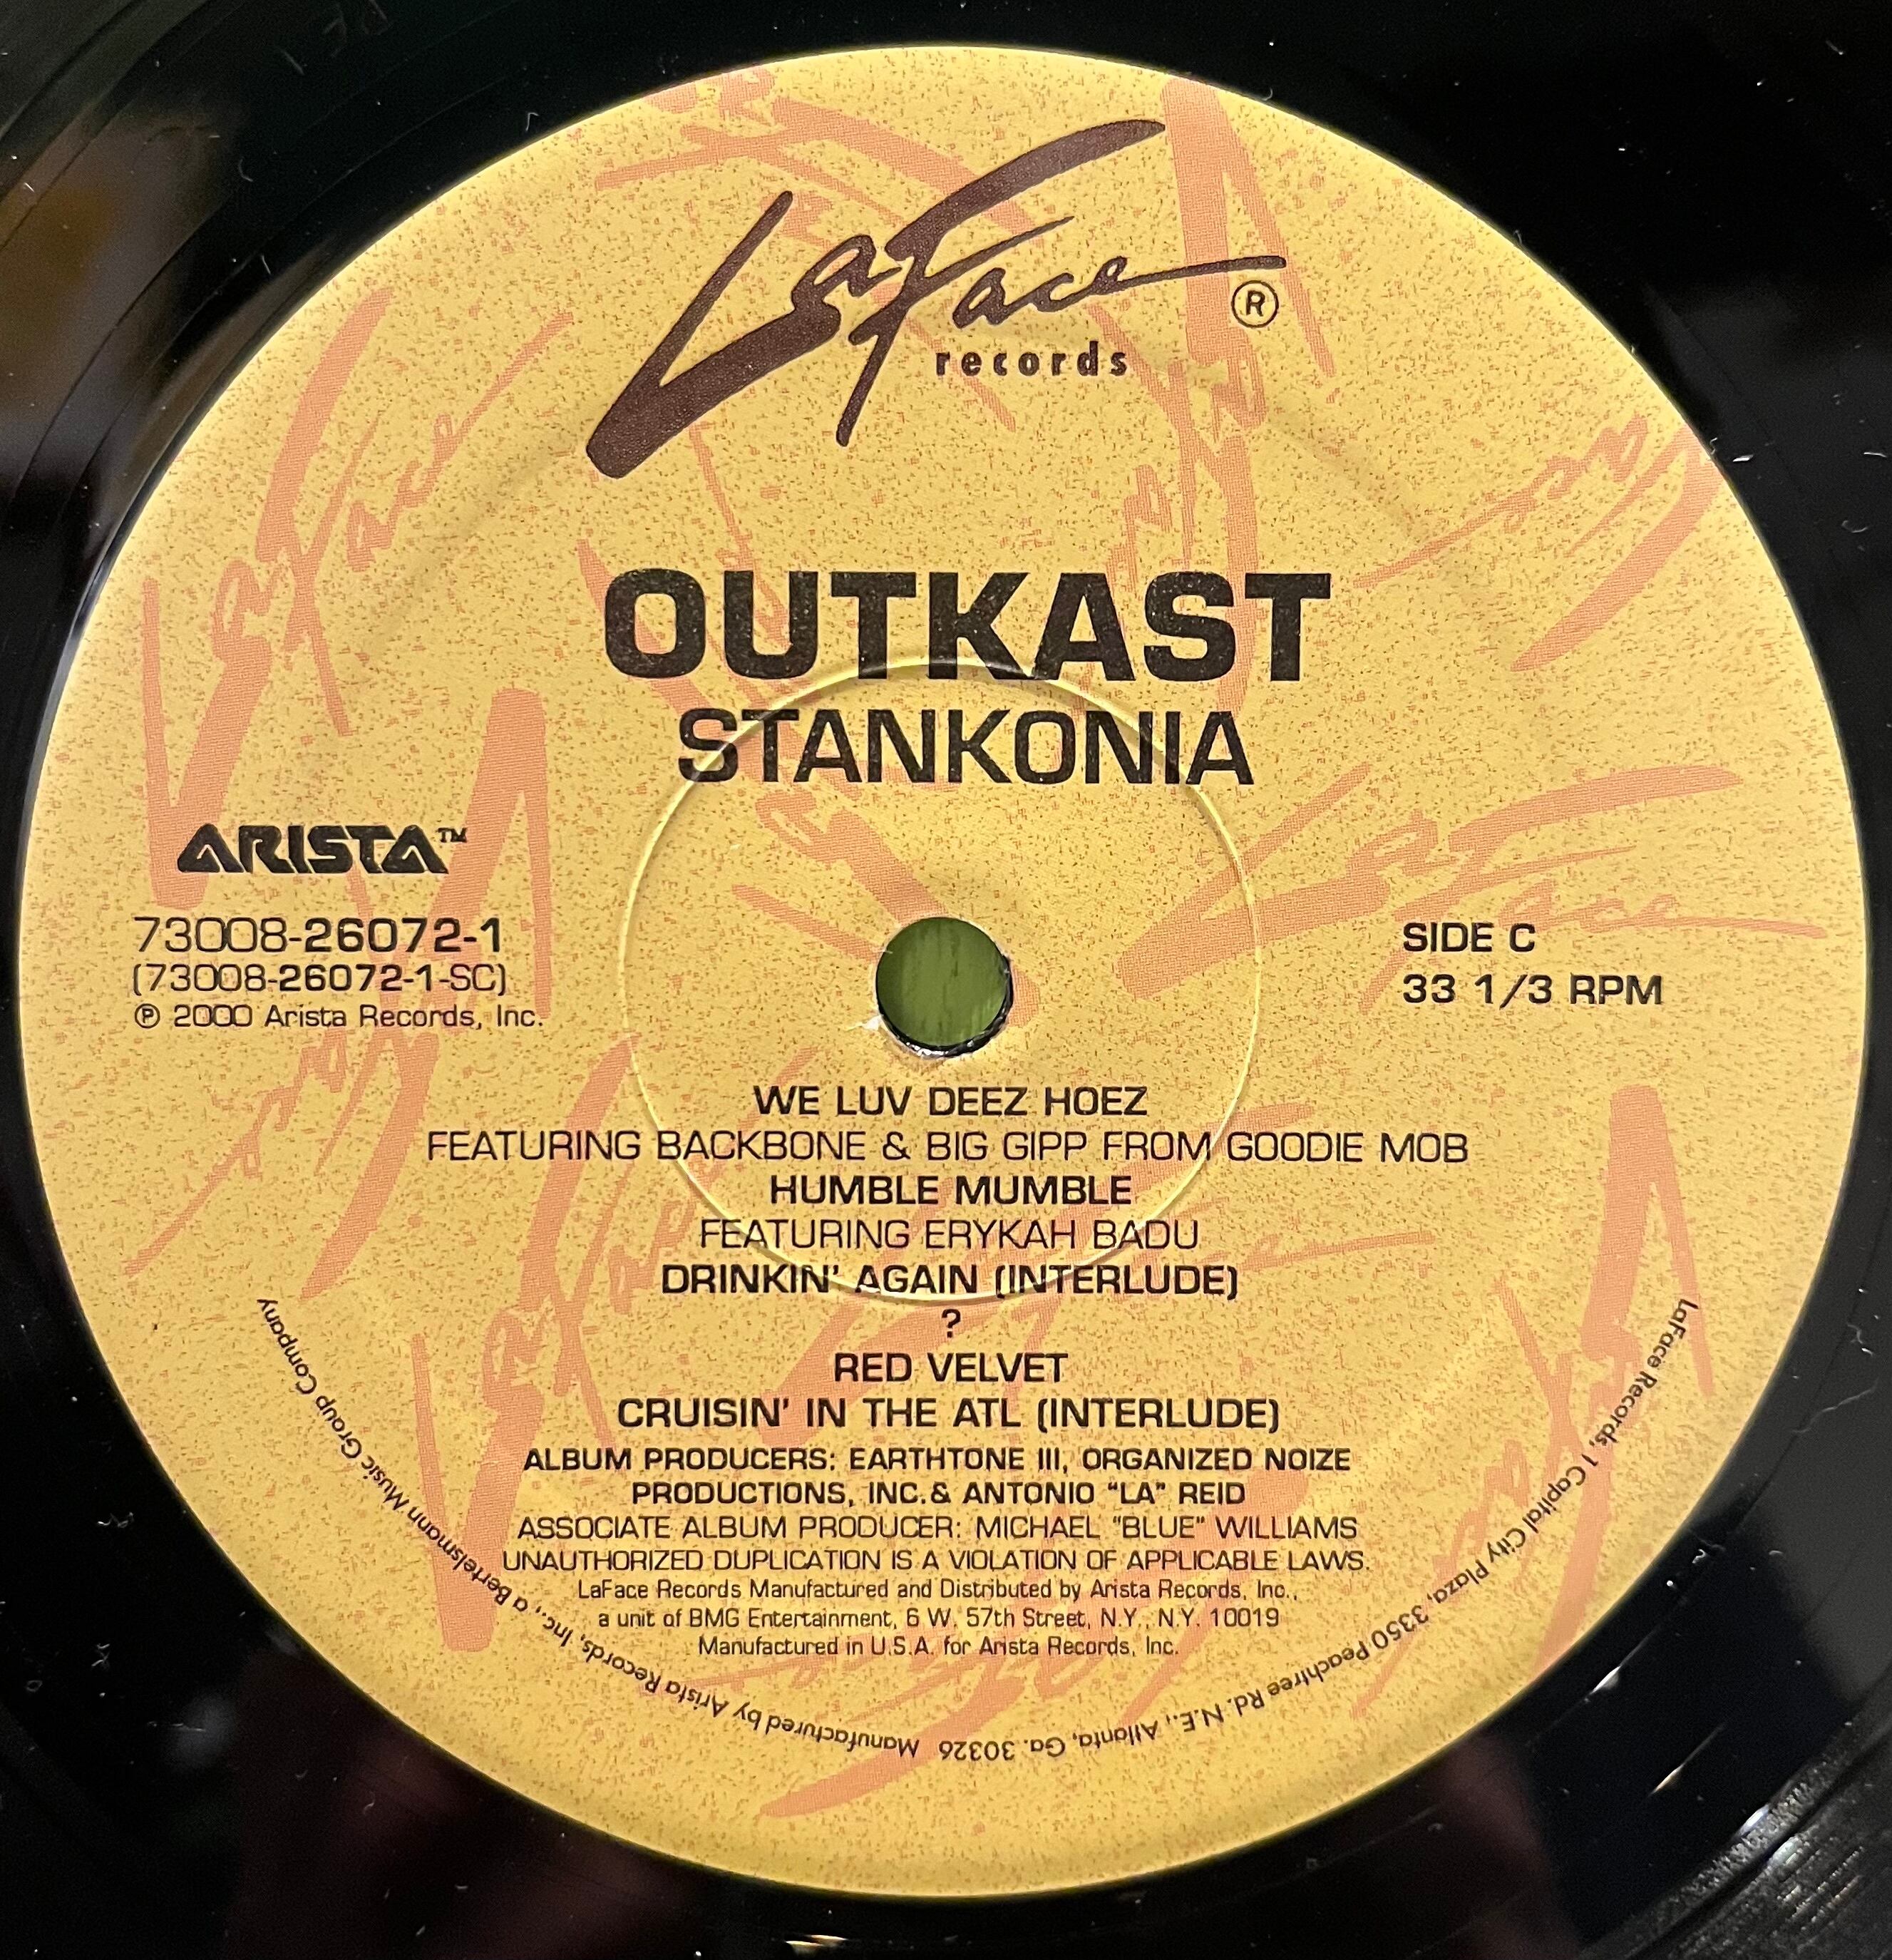 LaFace
records ®
OUTKAST
STANKONIA
ARISTA™
73008-26072-1
(73008-26072-1-SC)
℗ 2000 Arista Records, Inc.
SIDE C
33 1/3 RPM
WE LUV DEEZ HOEZ
FEATURING BACKBONE & BIG GIPP FROM GOODIE MOB
HUMBLE MUMBLE
FEATURING ERYKAH BADU
DRINKIN' AGAIN (INTERLUDE)
?
RED VELVET
CRUISIN' IN THE ATL (INTERLUDE)
ALBUM PRODUCERS: EARTHTONE III, ORGANIZED NOIZE
PRODUCTIONS, INC.& ANTONIO "LA" REID
ASSOCIATE ALBUM PRODUCER: MICHAEL "BLUE" WILLIAMS
UNAUTHORIZED DUPLICATION IS A VIOLATION OF APPLICABLE LAWS.
LaFace Records Manufactured and Distributed by Arista Records, Inc.,
a unit of BMG Entertainment, 6 W. 57th Street, N.Y., N.Y. 10019
Manufactured in U.S.A. for Arista Records, Inc.
LaFace Records, 1 Capital City Plaza, 3350 Peachtree Rd. N.E., Atlanta, Ga. 30326 Manufactured by Arista Records, Inc., a Bertelsmann Music Group Company